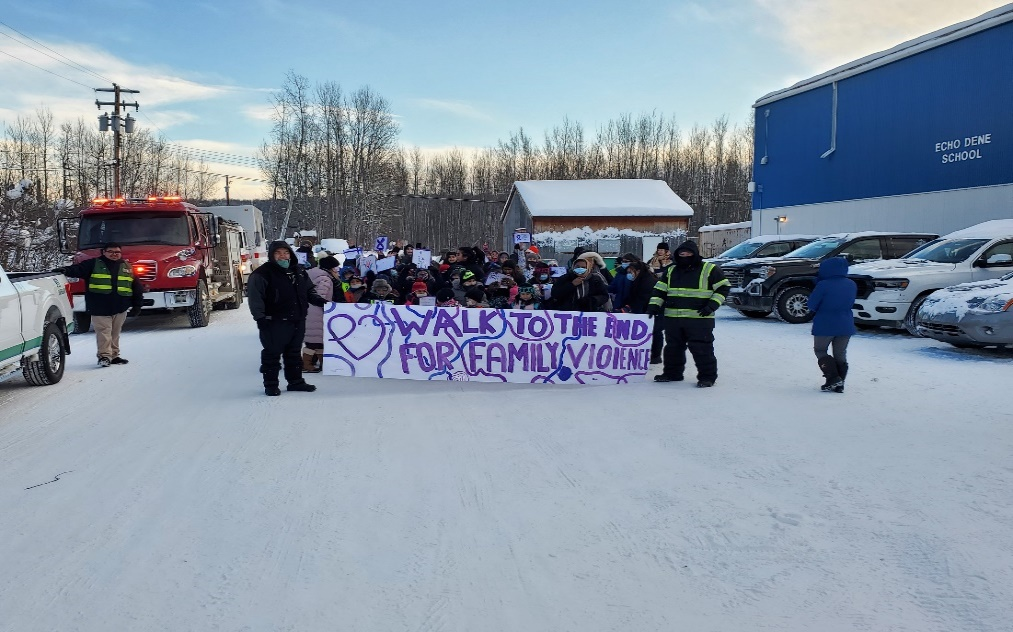 ECHO DENE
SCHOOL
WALK TO THE END
FOR FAMILY VIOLENCE